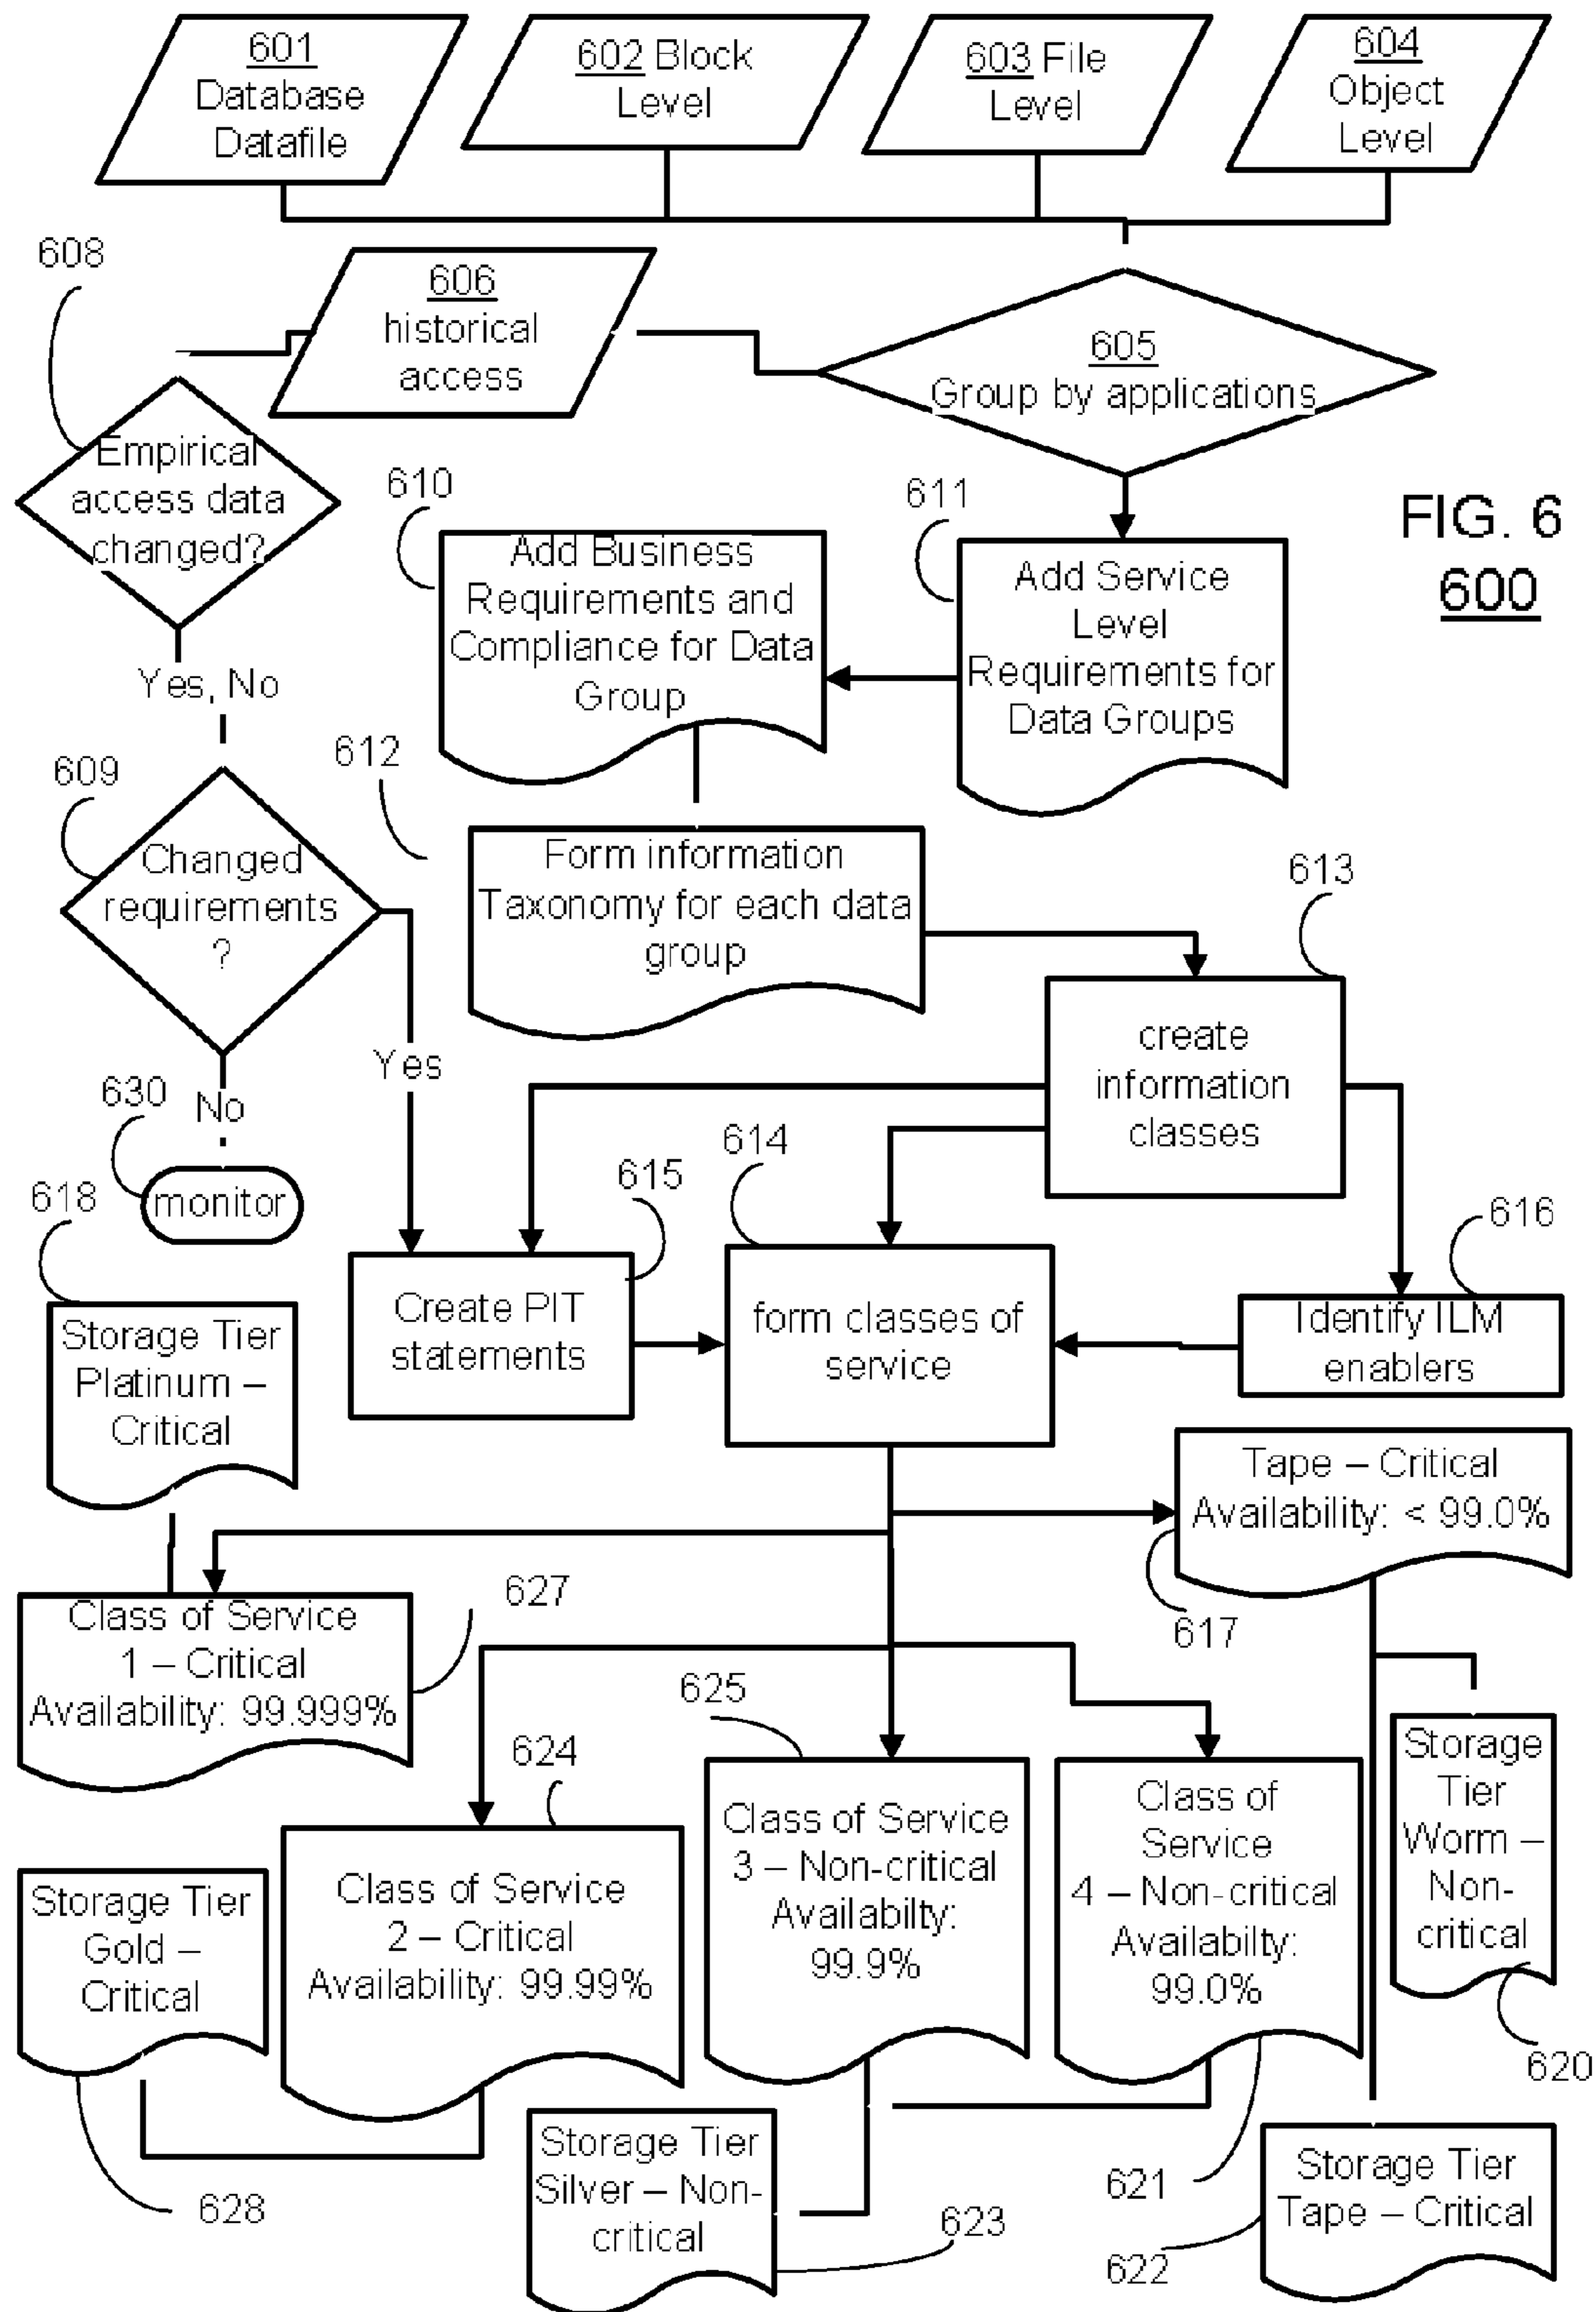 601
Database
Datafile
602 Block
Level
603 File
Level
604
Object
Level
608
606
historical
access
605
Group by applications
Empirical
access data
changed?
610
Add Business
Requirements and
Compliance for Data
Group
611
Add Service
Level
Requirements for
Data Groups
FIG. 6
600
Yes, No
609
Changed
requirements
?
612
Form information
Taxonomy for each data
group
613
create
information
classes
Yes
No
630
monitor
614
615
618
616
Create PIT
statements
form classes of
service
Identify ILM
enablers
Storage Tier
Platinum –
Critical
Tape – Critical
Availability: < 99.0%
617
627
Class of Service
1 – Critical
Availability: 99.999%
625
624
Storage Tier
Gold –
Critical
Class of Service
2 – Critical
Availability: 99.99%
Class of Service
3 – Non-critical
Availabilty:
99.9%
Class of
Service
4 – Non-critical
Availabilty:
99.0%
Storage
Tier
Worm –
Non-
critical
620
628
Storage Tier
Silver – Non-
critical
623
621
622
Storage Tier
Tape – Critical